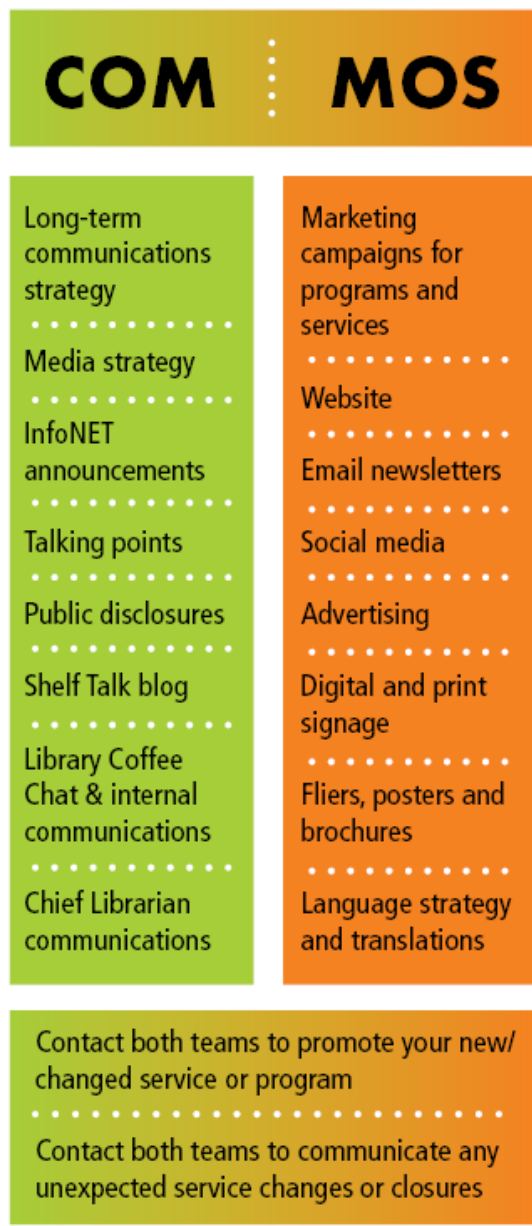 COM MOS
Long-term
communications
strategy
Media strategy
InfoNET
announcements
Talking points
Public disclosures
Shelf Talk blog
Library Coffee
Chat & internal
communications
Chief Librarian
communications
Marketing
campaigns for
programs and
services
Website
Email newsletters
Social media
Advertising
Digital and print
signage
Fliers, posters and
brochures
Language strategy
and translations
Contact both teams to promote your new/
changed service or program
Contact both teams to communicate any
unexpected service changes or closures